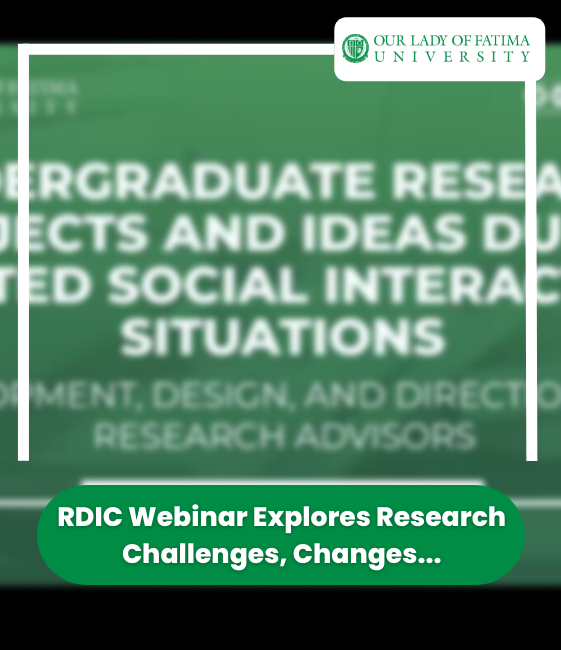 OUR LADY OF FATIMA
UNIVERSITY
ERGRADUATE RESEA
JECTS AND IDEAS DU
TED SOCIAL INTERAC
SITUATIONS
OPMENT, DESIGN, AND DIRECTIO
RESEARCH ADVISORS
RDIC Webinar Explores Research
Challenges, Changes...